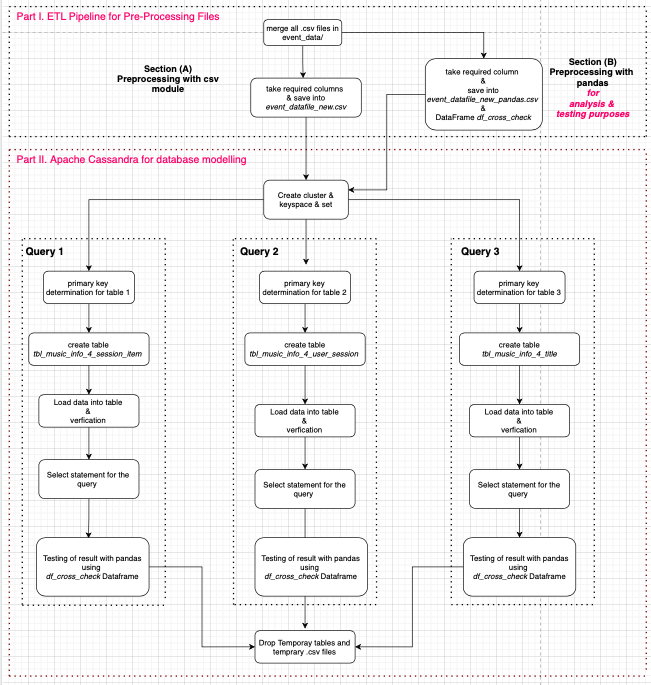 Part I. ETL Pipeline for Pre-Processing Files
merge all .csv files in
event_data/
Section (A)
Preprocessing with csv
module
take required columns
& save into
event_datafile_new.csv
take required column
&
save into
event_datafile_new_pandas.csv
&
DataFrame df_cross_check
Section (B)
Preprocessing with
pandas
for
analysis &
testing purposes
Part II. Apache Cassandra for database modelling
Create cluster &
keyspace & set
Query 1
primary key
determination for table 1
create table
tbl_music_info_4_session_item
Load data into table
&
verfication
Select statement for the
query
Testing of result with pandas
using
df_cross_check Dataframe
Query 2
primary key
determination for table 2
create table
tbl_music_info_4_user_session
Load data into table
&
verfication
Select statement for the
query
Testing of result with pandas
using
df_cross_check Dataframe
Query 3
primary key
determination for table 3
create table
tbl_music_info_4_title
Load data into table
&
verfication
Select statement for the
query
Testing of result with pandas
using
df_cross_check Dataframe
Drop Temporay tables and
temprary .csv files